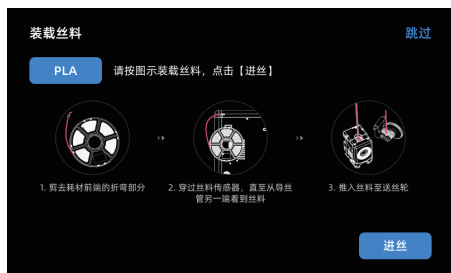 装载丝料
跳过
PLA
请按图示装载丝料，点击【进丝】
1. 剪去耗材前端的折弯部分
2. 穿过丝料传感器，直至从导丝
管另一端看到丝料
3. 推入丝料至送丝轮
进丝